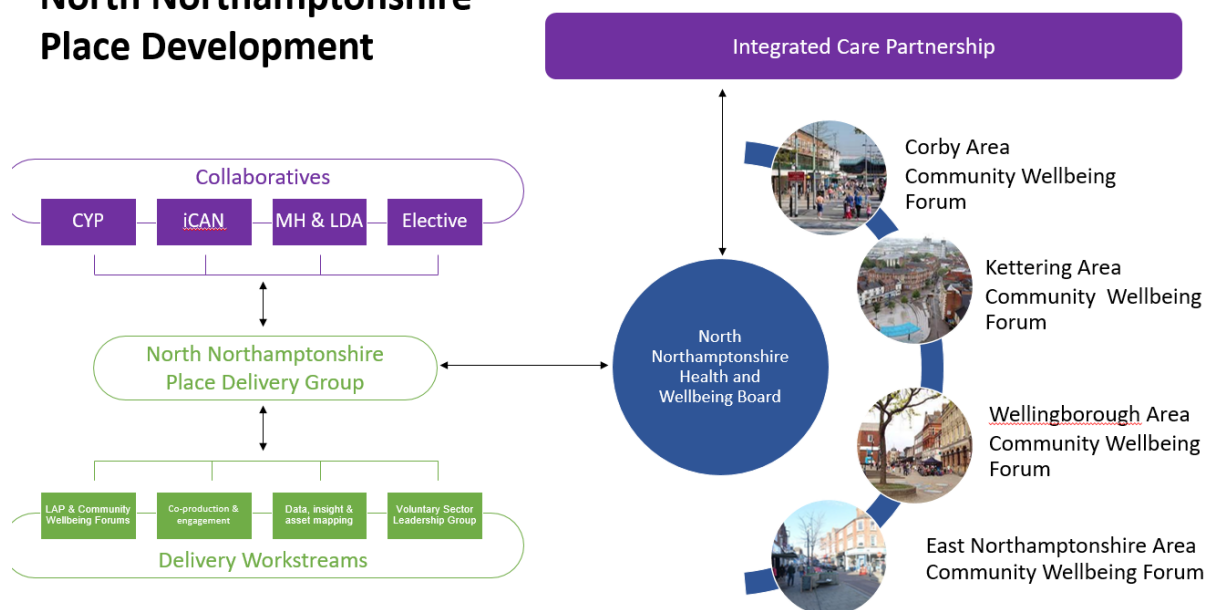 North Northamptonshire
Place Development
Integrated Care Partnership
Collaboratives
CYP
iCAN
MH & LDA
Elective
North Northamptonshire
Place Delivery Group
LAP & Community
Wellbeing Forums
Co-production &
engagement
Data, insight &
asset mapping
Voluntary Sector
Leadership Group
Delivery Workstreams
North
Northamptonshire
Health and
Wellbeing Board
Corby Area
Community Wellbeing
Forum
Kettering Area
Community Wellbeing
Forum
Wellingborough Area
Community Wellbeing
Forum
East Northamptonshire Area
Community Wellbeing Forum